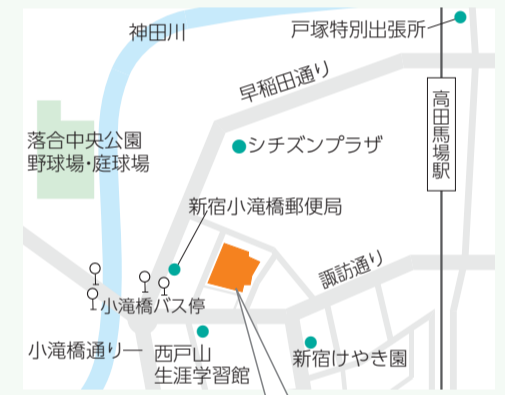 神田川
戸塚特別出張所
早稲田通り
高田馬場駅
落合中央公園
野球場・庭球場
シチズンプラザ
新宿小滝橋郵便局
諏訪通り
小滝橋バス停
小滝橋通り
西戸山
生涯学習館
新宿けやき園